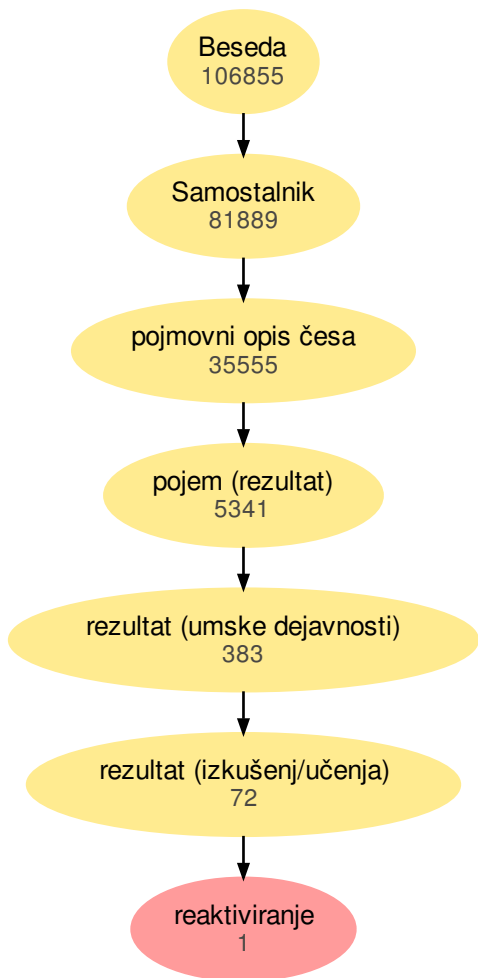 Beseda
106855
Samostalnik
81889
pojmovni opis česa
35555
pojem (rezultat)
5341
rezultat (umske dejavnosti)
383
rezultat (izkušenj/učenja)
72
reaktiviranje
1